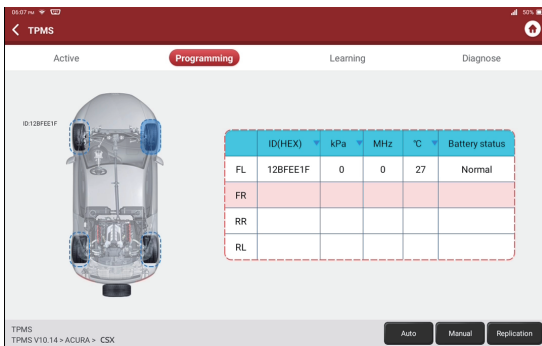 06:07 PM
50%
TPMS
Active Programming Learning Diagnose
ID:12BFEE1F
ID(HEX) kPa MHz ℃ Battery status
FL 12BFEE1F 0 0 27 Normal
FR
RR
RL
TPMS
TPMS V10.14 > ACURA > CSX
Auto Manual Replication